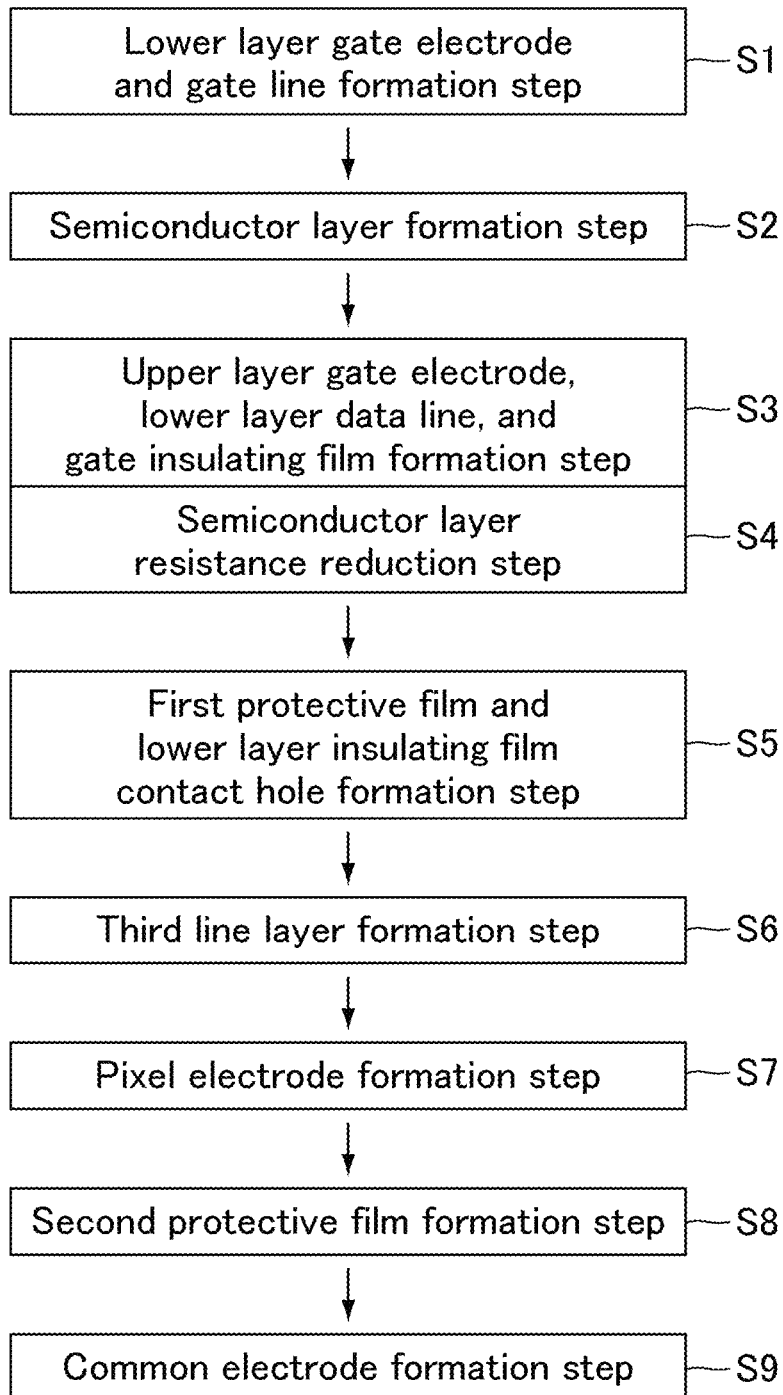 Lower layer gate electrode
and gate line formation step
S1
Semiconductor layer formation step
S2
Upper layer gate electrode,
lower layer data line, and
gate insulating film formation step
S3
Semiconductor layer
resistance reduction step
S4
First protective film and
lower layer insulating film
contact hole formation step
S5
Third line layer formation step
S6
Pixel electrode formation step
S7
Second protective film formation step
S8
Common electrode formation step
S9